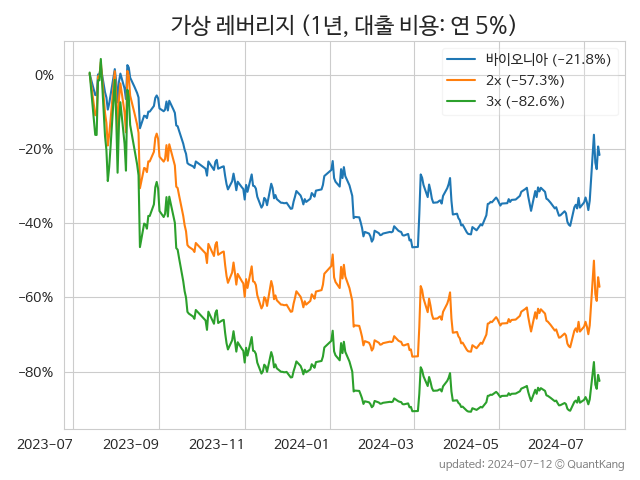 가상 레버리지 (1년, 대출 비용: 연 5%)
바이오니아 (-21.8%)
2x (-57.3%)
3x (-82.6%)
0%
-20%
-40%
-60%
-80%
2023-07 2023-09 2023-11 2024-01 2024-03 2024-05 2024-07
updated: 2024-07-12 © QuantKang